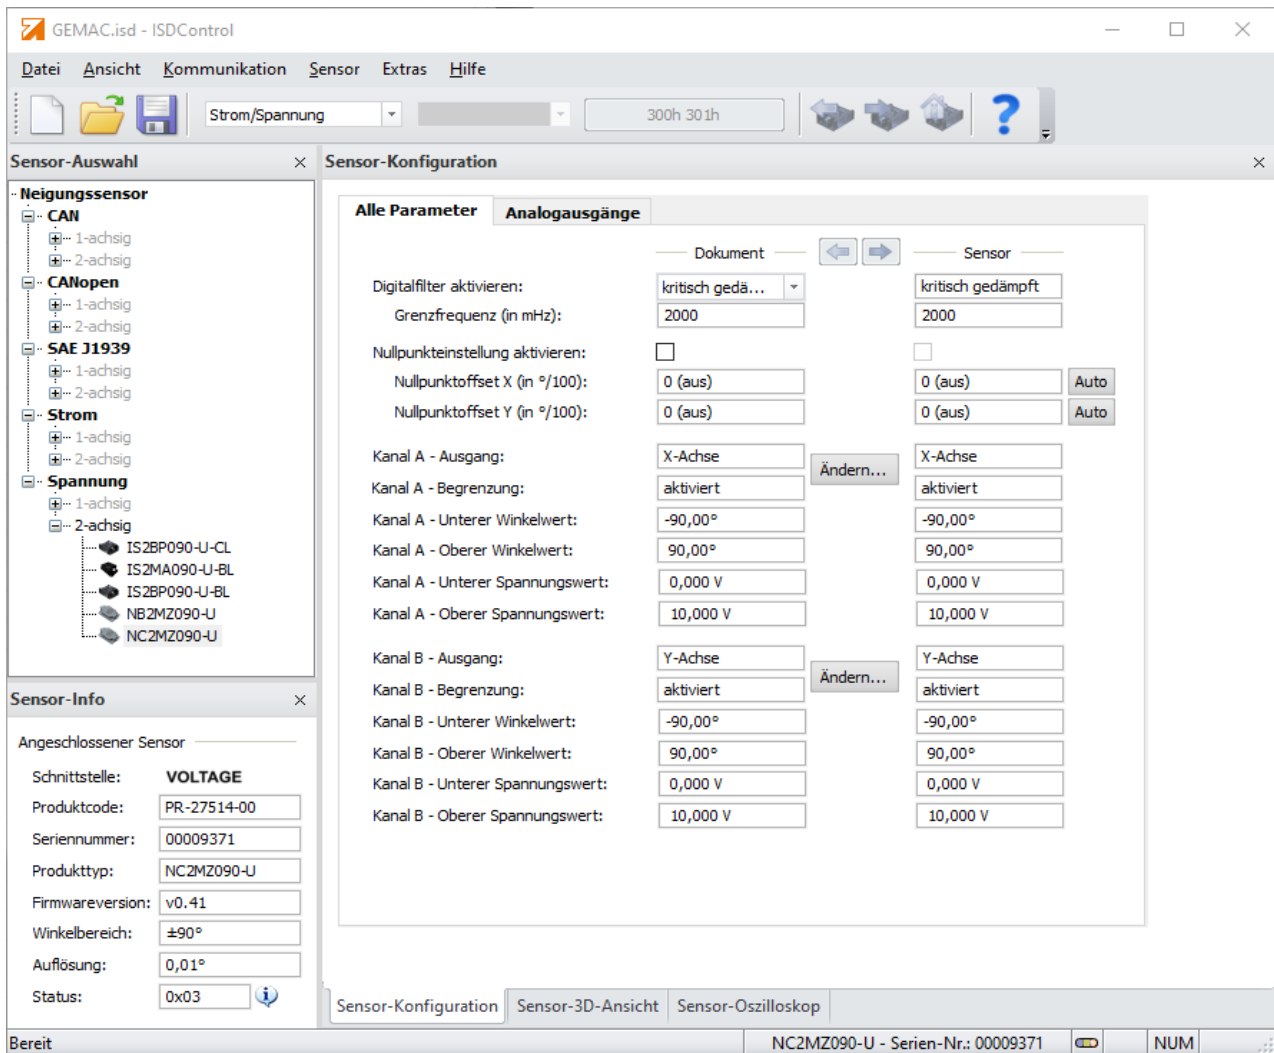 GEMAC.isd - ISDControl
Datei Ansicht Kommunikation Sensor Extras Hilfe
Strom/Spannung 300h 301h ?
Sensor-Auswahl
Neigungssensor
CAN
1-achsig
2-achsig
CANopen
1-achsig
2-achsig
SAE J1939
1-achsig
2-achsig
Strom
1-achsig
2-achsig
Spannung
1-achsig
2-achsig
IS2BP090-U-CL
IS2MA090-U-BL
IS2BP090-U-BL
NB2MZ090-U
NC2MZ090-U
Sensor-Info
Angeschlossener Sensor
Schnittstelle: VOLTAGE
Produktcode: PR-27514-00
Seriennummer: 00009371
Produkttyp: NC2MZ090-U
Firmwareversion: v0.41
Winkelbereich: ±90°
Auflösung: 0,01°
Status: 0x03
Sensor-Konfiguration
Alle Parameter Analogausgänge
Dokument Sensor
Digitalfilter aktivieren: kritisch gedä... kritisch gedämpft
Grenzfrequenz (in mHz): 2000 2000
Nullpunkteinstellung aktivieren:
Nullpunktoffset X (in °/100): 0 (aus) 0 (aus) Auto
Nullpunktoffset Y (in °/100): 0 (aus) 0 (aus) Auto
Kanal A - Ausgang: X-Achse Ändern... X-Achse
Kanal A - Begrenzung: aktiviert aktiviert
Kanal A - Unterer Winkelwert: -90,00° -90,00°
Kanal A - Oberer Winkelwert: 90,00° 90,00°
Kanal A - Unterer Spannungswert: 0,000 V 0,000 V
Kanal A - Oberer Spannungswert: 10,000 V 10,000 V
Kanal B - Ausgang: Y-Achse Ändern... Y-Achse
Kanal B - Begrenzung: aktiviert aktiviert
Kanal B - Unterer Winkelwert: -90,00° -90,00°
Kanal B - Oberer Winkelwert: 90,00° 90,00°
Kanal B - Unterer Spannungswert: 0,000 V 0,000 V
Kanal B - Oberer Spannungswert: 10,000 V 10,000 V
Sensor-Konfiguration Sensor-3D-Ansicht Sensor-Oszilloskop
Bereit NC2MZ090-U - Serien-Nr.: 00009371 NUM